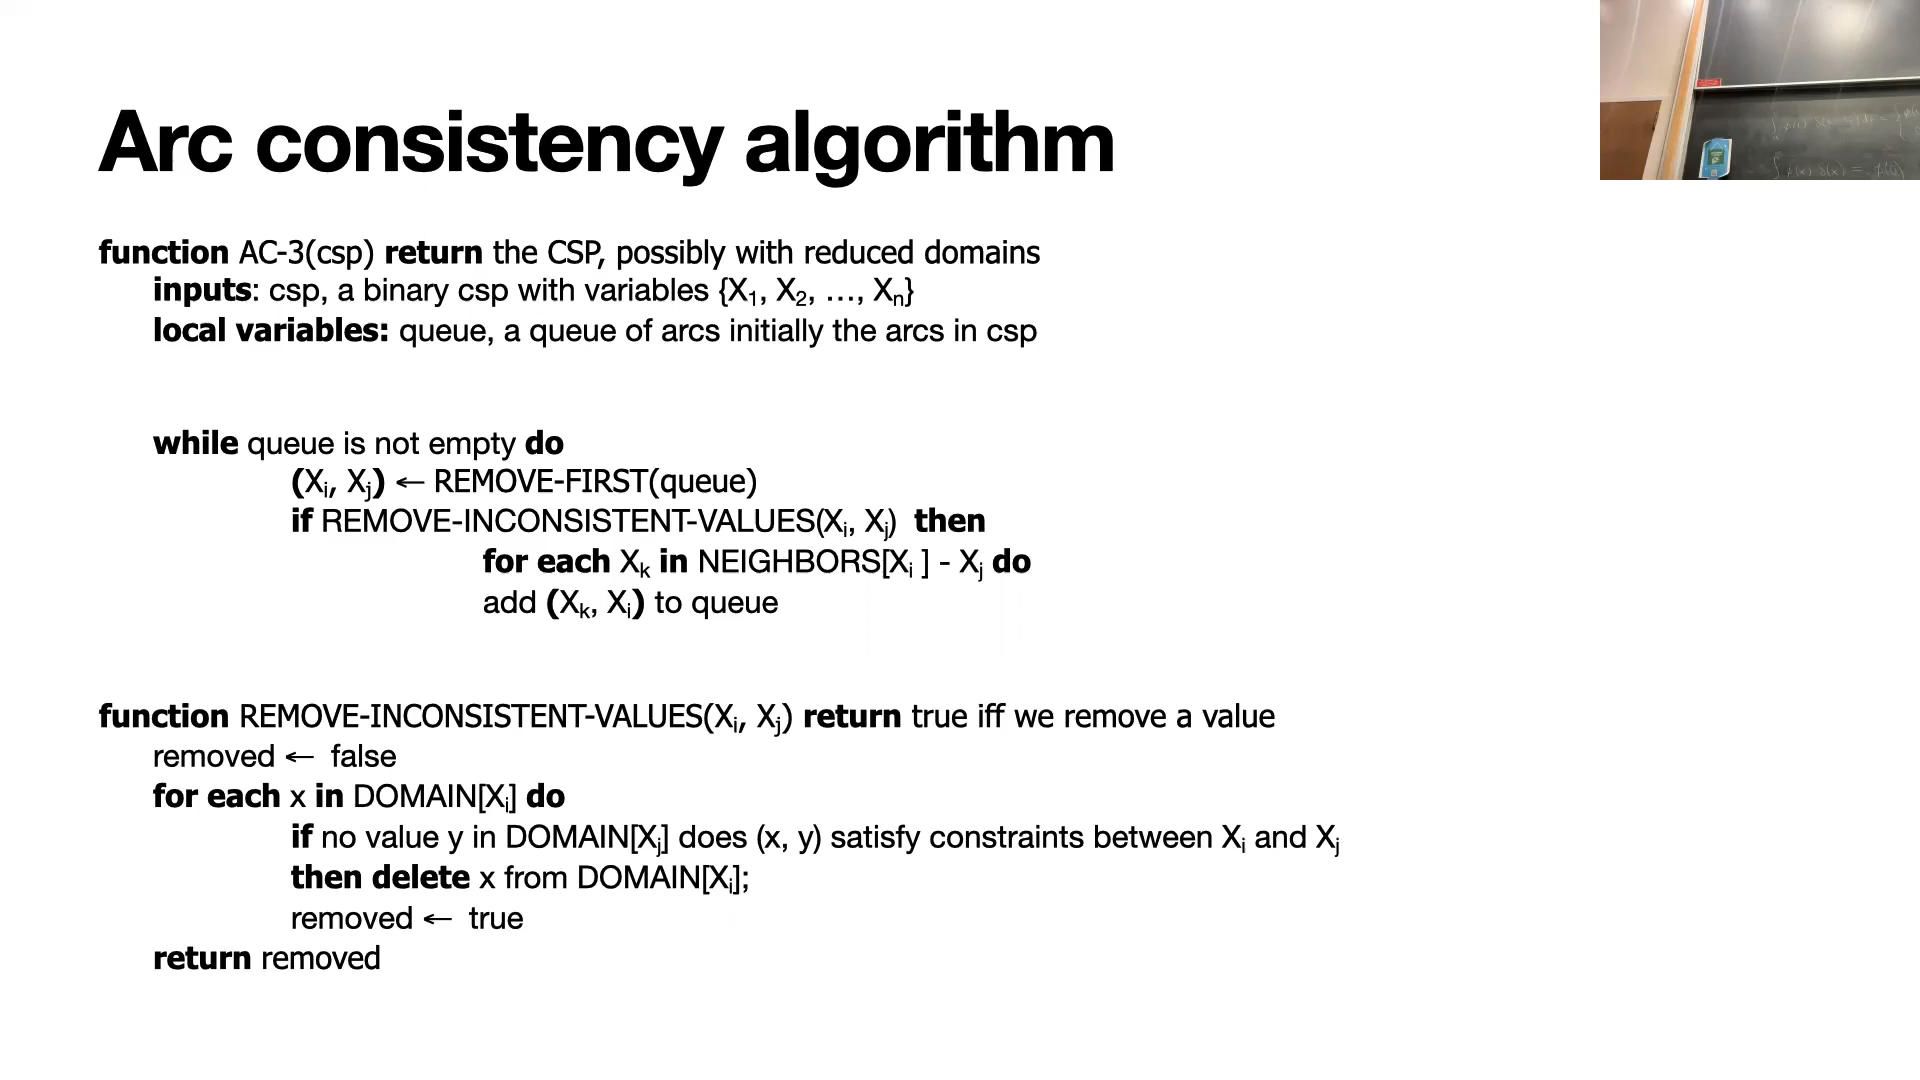 Arc consistency algorithm
function AC-3(csp) return the CSP, possibly with reduced domains
inputs: csp, a binary csp with variables {X₁, X₂, …, Xₙ}
local variables: queue, a queue of arcs initially the arcs in csp
while queue is not empty do
(Xᵢ, Xⱼ) ← REMOVE-FIRST(queue)
if REMOVE-INCONSISTENT-VALUES(Xᵢ, Xⱼ) then
for each Xₖ in NEIGHBORS[Xᵢ ] - Xⱼ do
add (Xₖ, Xᵢ) to queue
function REMOVE-INCONSISTENT-VALUES(Xᵢ, Xⱼ) return true iff we remove a value
removed ← false
for each x in DOMAIN[Xᵢ] do
if no value y in DOMAIN[Xⱼ] does (x, y) satisfy constraints between Xᵢ and Xⱼ
then delete x from DOMAIN[Xᵢ];
removed ← true
return removed